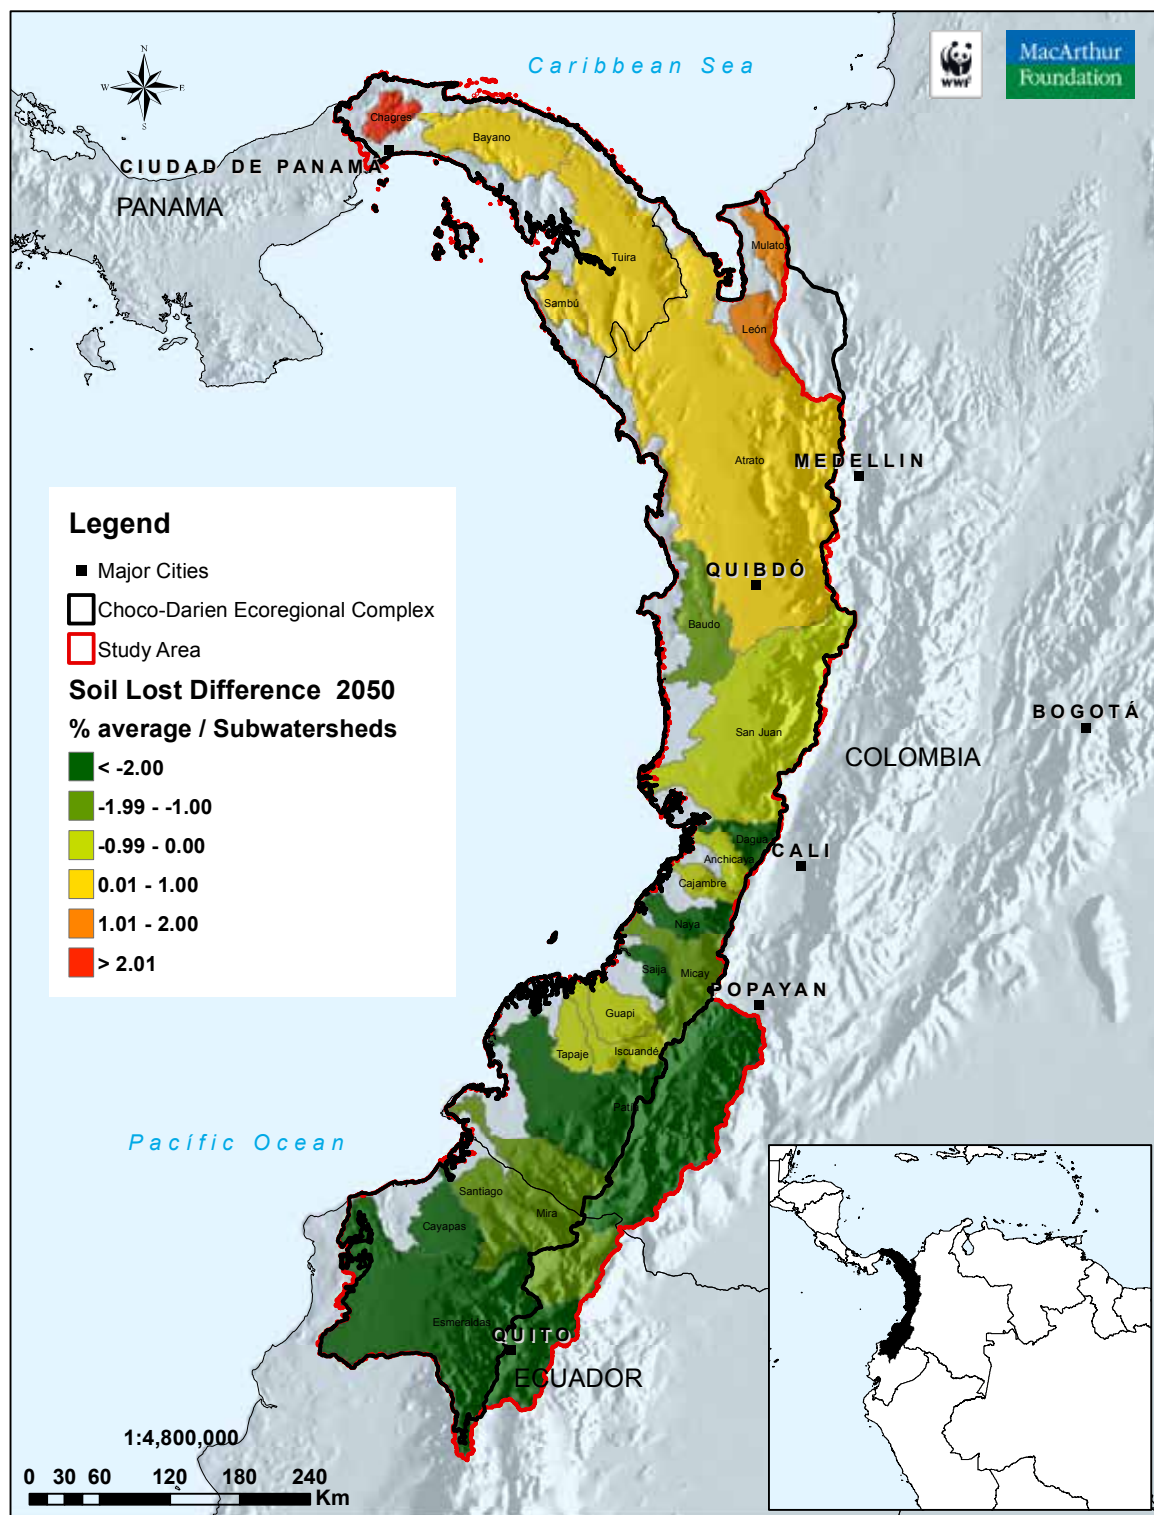 Caribbean Sea
WWF
MacArthur
Foundation
N
W
E
S
Chagres
Bayano
CIUDAD DE PANAMA
PANAMA
Mulato
Tuira
Sambú
León
Atrato
MEDELLIN
Legend
Major Cities
Choco-Darien Ecoregional Complex
Study Area
Soil Lost Difference 2050
% average / Subwatersheds
< -2.00
-1.99 - -1.00
-0.99 - 0.00
0.01 - 1.00
1.01 - 2.00
> 2.01
QUIBDÓ
Baudo
BOGOTÁ
San Juan
COLOMBIA
Dagua
CALI
Anchicaya
Cajambre
Naya
Saija
Micay
POPAYAN
Guapi
Iscuandé
Tapaje
Patía
Pacífic Ocean
Santiago
Mira
Cayapas
Esmeraldas
QUITO
ECUADOR
1:4,800,000
0 30 60 120 180 240
Km